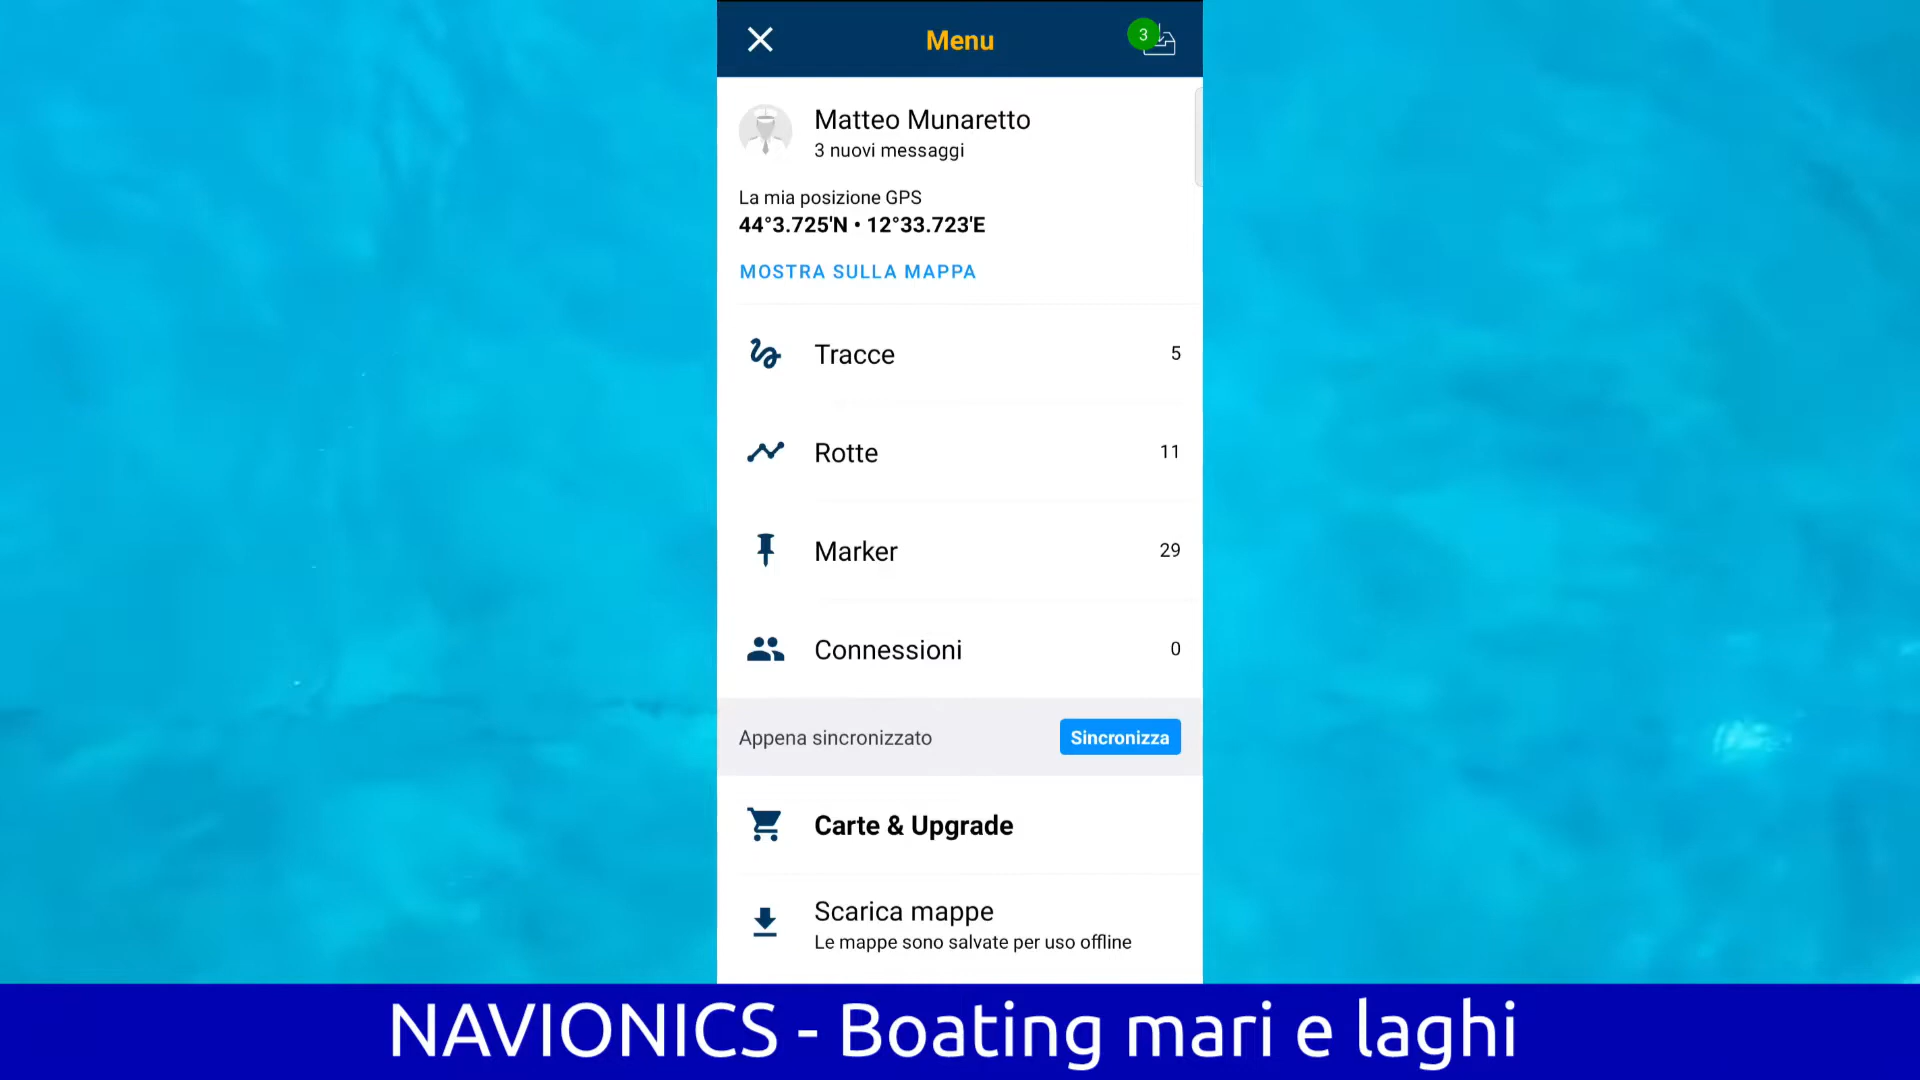 Menu
3
Matteo Munaretto
3 nuovi messaggi
La mia posizione GPS
44°3.725'N • 12°33.723'E
MOSTRA SULLA MAPPA
Tracce 5
Rotte 11
Marker 29
Connessioni 0
Appena sincronizzato Sincronizza
Carte & Upgrade
Scarica mappe
Le mappe sono salvate per uso offline
NAVIONICS - Boating mari e laghi